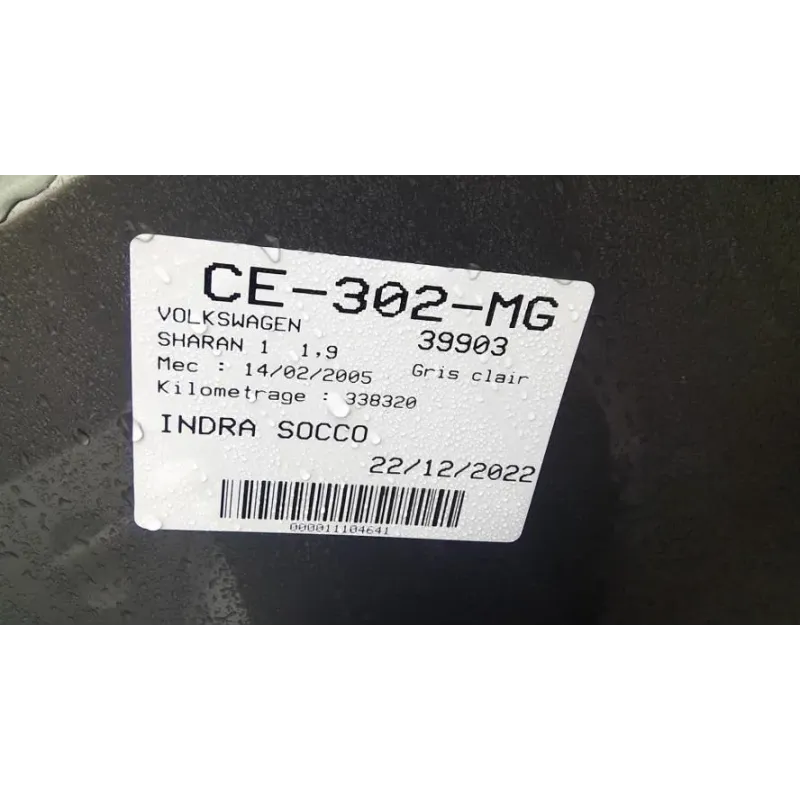 CE-302-MG
VOLKSWAGEN 39903
SHARAN 1 1,9
Mec : 14/02/2005 Gris clair
Kilometrage : 338320
INDRA SOCCO
22/12/2022
000011104641